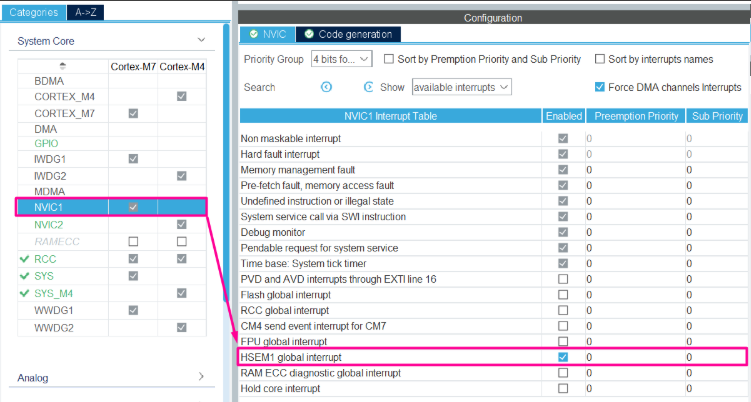 Categories A->Z
System Core
Cortex-M7 Cortex-M4
BDMA
CORTEX_M4
CORTEX_M7
DMA
GPIO
IWDG1
IWDG2
MDMA
NVIC1
NVIC2
RAMECC
RCC
SYS
SYS_M4
WWDG1
WWDG2
Analog
Configuration
NVIC Code generation
Priority Group 4 bits fo... Sort by Premption Priority and Sub Priority Sort by interrupts names
Search Show available interrupts Force DMA channels Interrupts
NVIC1 Interrupt Table Enabled Preemption Priority Sub Priority
Non maskable interrupt 0 0
Hard fault interrupt 0 0
Memory management fault 0 0
Pre-fetch fault, memory access fault 0 0
Undefined instruction or illegal state 0 0
System service call via SWI instruction 0 0
Debug monitor 0 0
Pendable request for system service 0 0
Time base: System tick timer 0 0
PVD and AVD interrupts through EXTI line 16 0 0
Flash global interrupt 0 0
RCC global interrupt 0 0
CM4 send event interrupt for CM7 0 0
FPU global interrupt 0 0
HSEM1 global interrupt 0 0
RAM ECC diagnostic global interrupt 0 0
Hold core interrupt 0 0